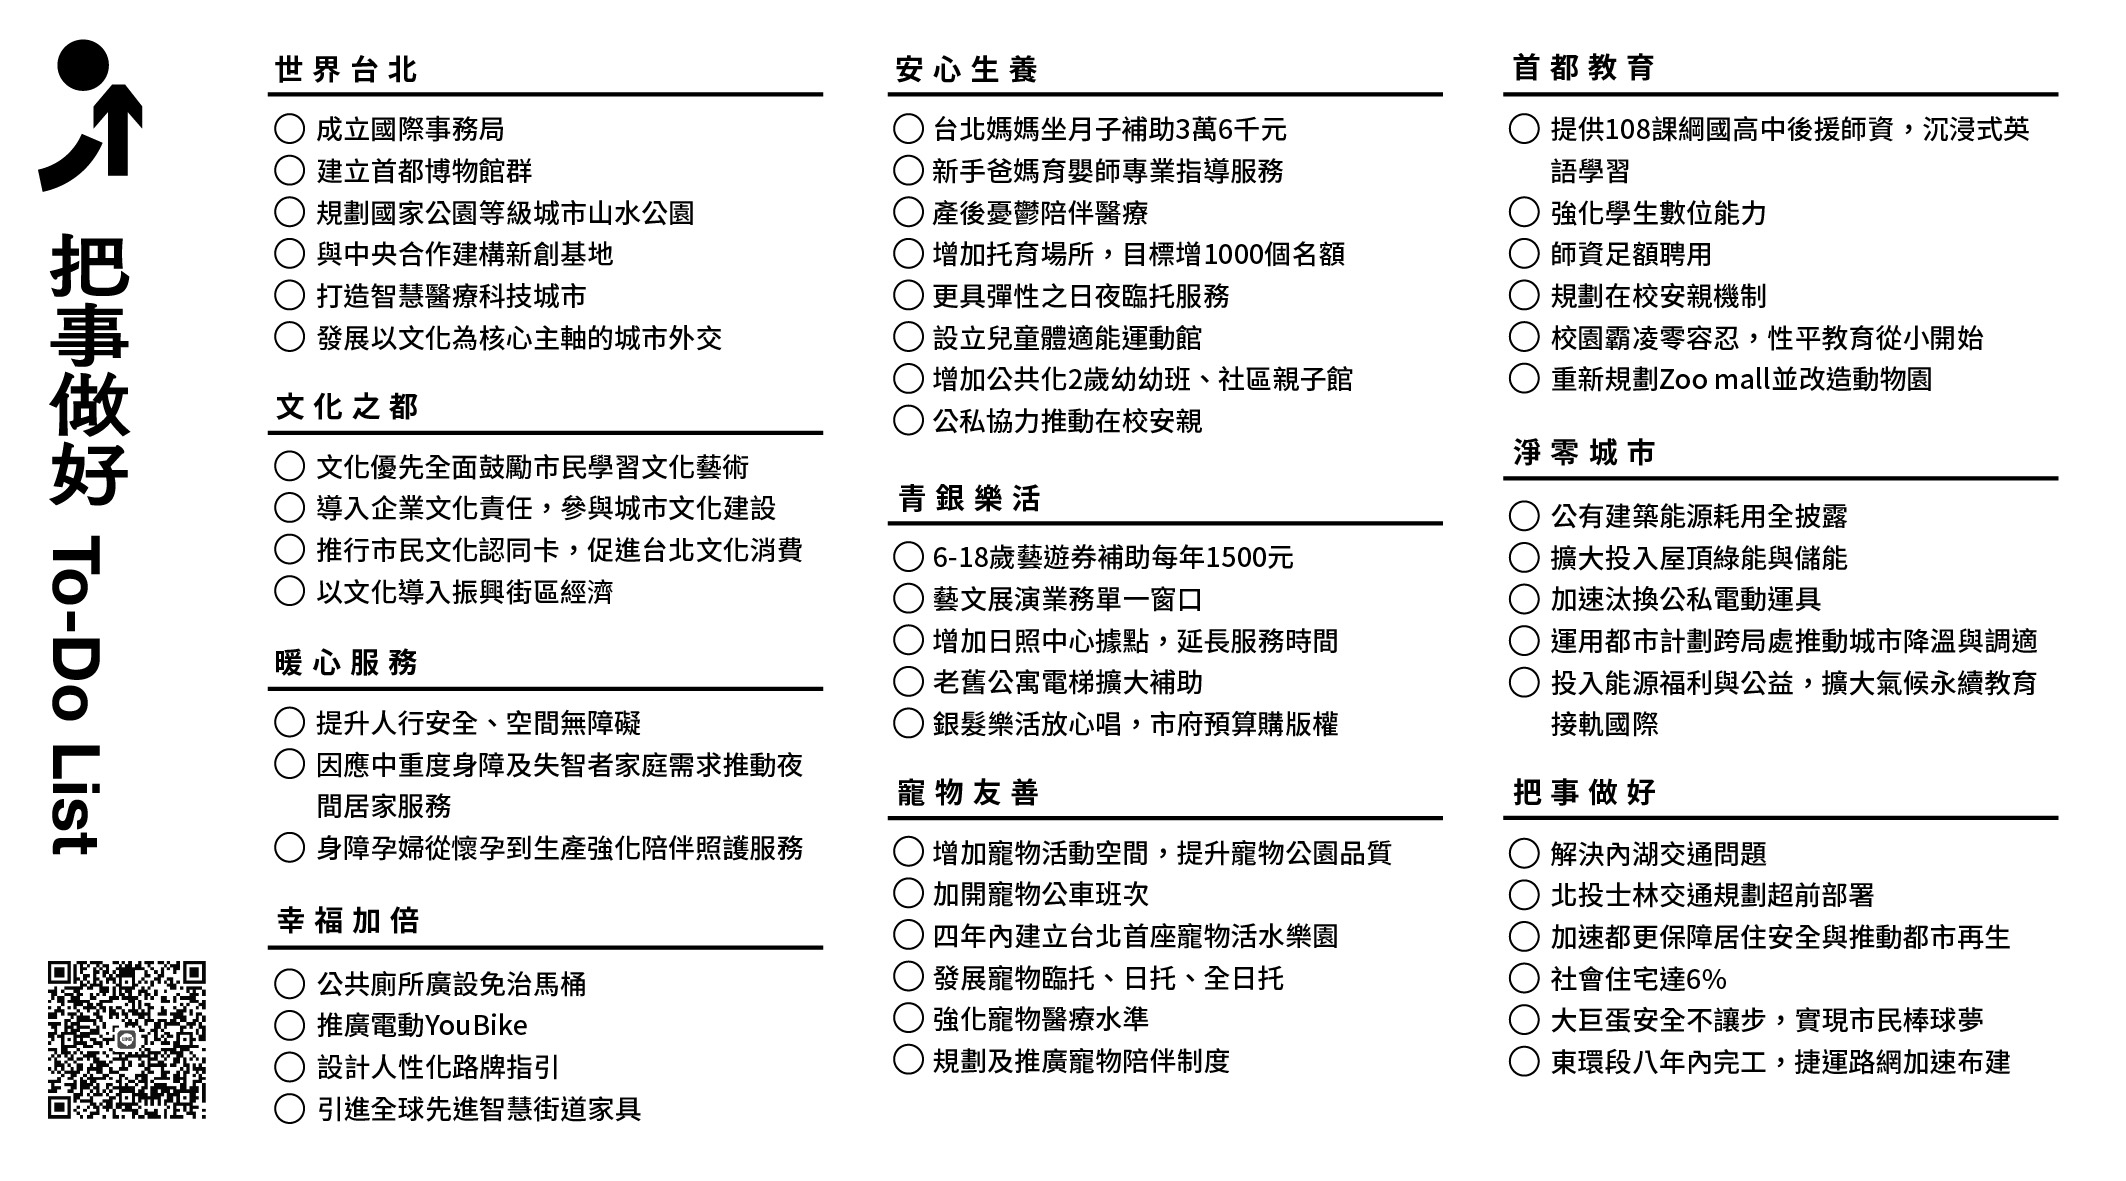 把事做好 To-Do List
世界台北
成立國際事務局
建立首都博物館群
規劃國家公園等級城市山水公園
與中央合作建構新創基地
打造智慧醫療科技城市
發展以文化為核心主軸的城市外交
文化之都
文化優先全面鼓勵市民學習文化藝術
導入企業文化責任，參與城市文化建設
推行市民文化認同卡，促進台北文化消費
以文化導入振興街區經濟
暖心服務
提升人行安全、空間無障礙
因應中重度身障及失智者家庭需求推動夜
間居家服務
身障孕婦從懷孕到生產強化陪伴照護服務
幸福加倍
公共廁所廣設免治馬桶
推廣電動YouBike
設計人性化路牌指引
引進全球先進智慧街道家具
安心生養
台北媽媽坐月子補助3萬6千元
新手爸媽育嬰師專業指導服務
產後憂鬱陪伴醫療
增加托育場所，目標增1000個名額
更具彈性之日夜臨托服務
設立兒童體適能運動館
增加公共化2歲幼幼班、社區親子館
公私協力推動在校安親
青銀樂活
6-18歲藝遊券補助每年1500元
藝文展演業務單一窗口
增加日照中心據點，延長服務時間
老舊公寓電梯擴大補助
銀髮樂活放心唱，市府預算購版權
寵物友善
增加寵物活動空間，提升寵物公園品質
加開寵物公車班次
四年內建立台北首座寵物活水樂園
發展寵物臨托、日托、全日托
強化寵物醫療水準
規劃及推廣寵物陪伴制度
首都教育
提供108課綱國高中後援師資，沉浸式英
語學習
強化學生數位能力
師資足額聘用
規劃在校安親機制
校園霸凌零容忍，性平教育從小開始
重新規劃Zoo mall並改造動物園
淨零城市
公有建築能源耗用全披露
擴大投入屋頂綠能與儲能
加速汰換公私電動運具
運用都市計劃跨局處推動城市降溫與調適
投入能源福利與公益，擴大氣候永續教育
接軌國際
把事做好
解決內湖交通問題
北投士林交通規劃超前部署
加速都更保障居住安全與推動都市再生
社會住宅達6%
大巨蛋安全不讓步，實現市民棒球夢
東環段八年內完工，捷運路網加速布建